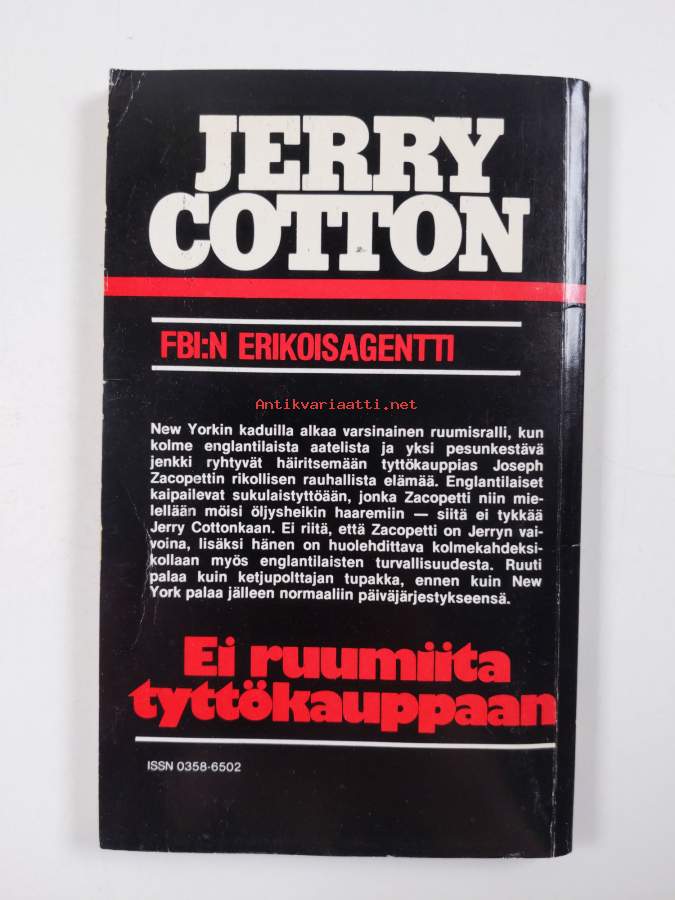 JERRY
COTTON
FBI:N ERIKOISAGENTTI
Antikvariaatti.net
New Yorkin kaduilla alkaa varsinainen ruumisralli, kun
kolme englantilaista aatelista ja yksi pesunkestävä
jenkki ryhtyvät häiritsemään tyttökauppias Joseph
Zacopettin rikollisen rauhallista elämää. Englantilaiset
kaipailevat sukulaistyttöään, jonka Zacopetti niin mie-
lellään möisi öljysheikin haaremiin — siitä ei tykkää
Jerry Cottonkaan. Ei riitä, että Zacopetti on Jerryn vai-
voina, lisäksi hänen on huolehdittava kolmekahdeksi-
kollaan myös englantilaisten turvallisuudesta. Ruuti
palaa kuin ketjupolttajan tupakka, ennen kuin New
York palaa jälleen normaaliin päiväjärjestykseensä.
Ei ruumiita
tyttökauppaan
ISSN 0358-6502